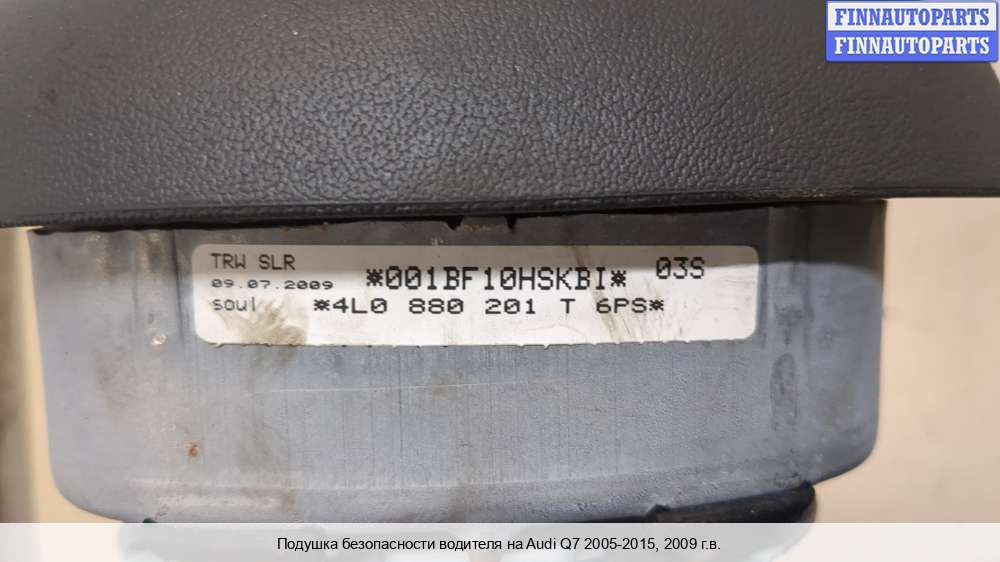 FINNAUTOPARTS
FINNAUTOPARTS
TRW SLR *001BF10HSKBI* 03S
09.07.2009
soul *4L0 880 201 T 6PS*
Подушка безопасности водителя на Audi Q7 2005-2015, 2009 г.в.